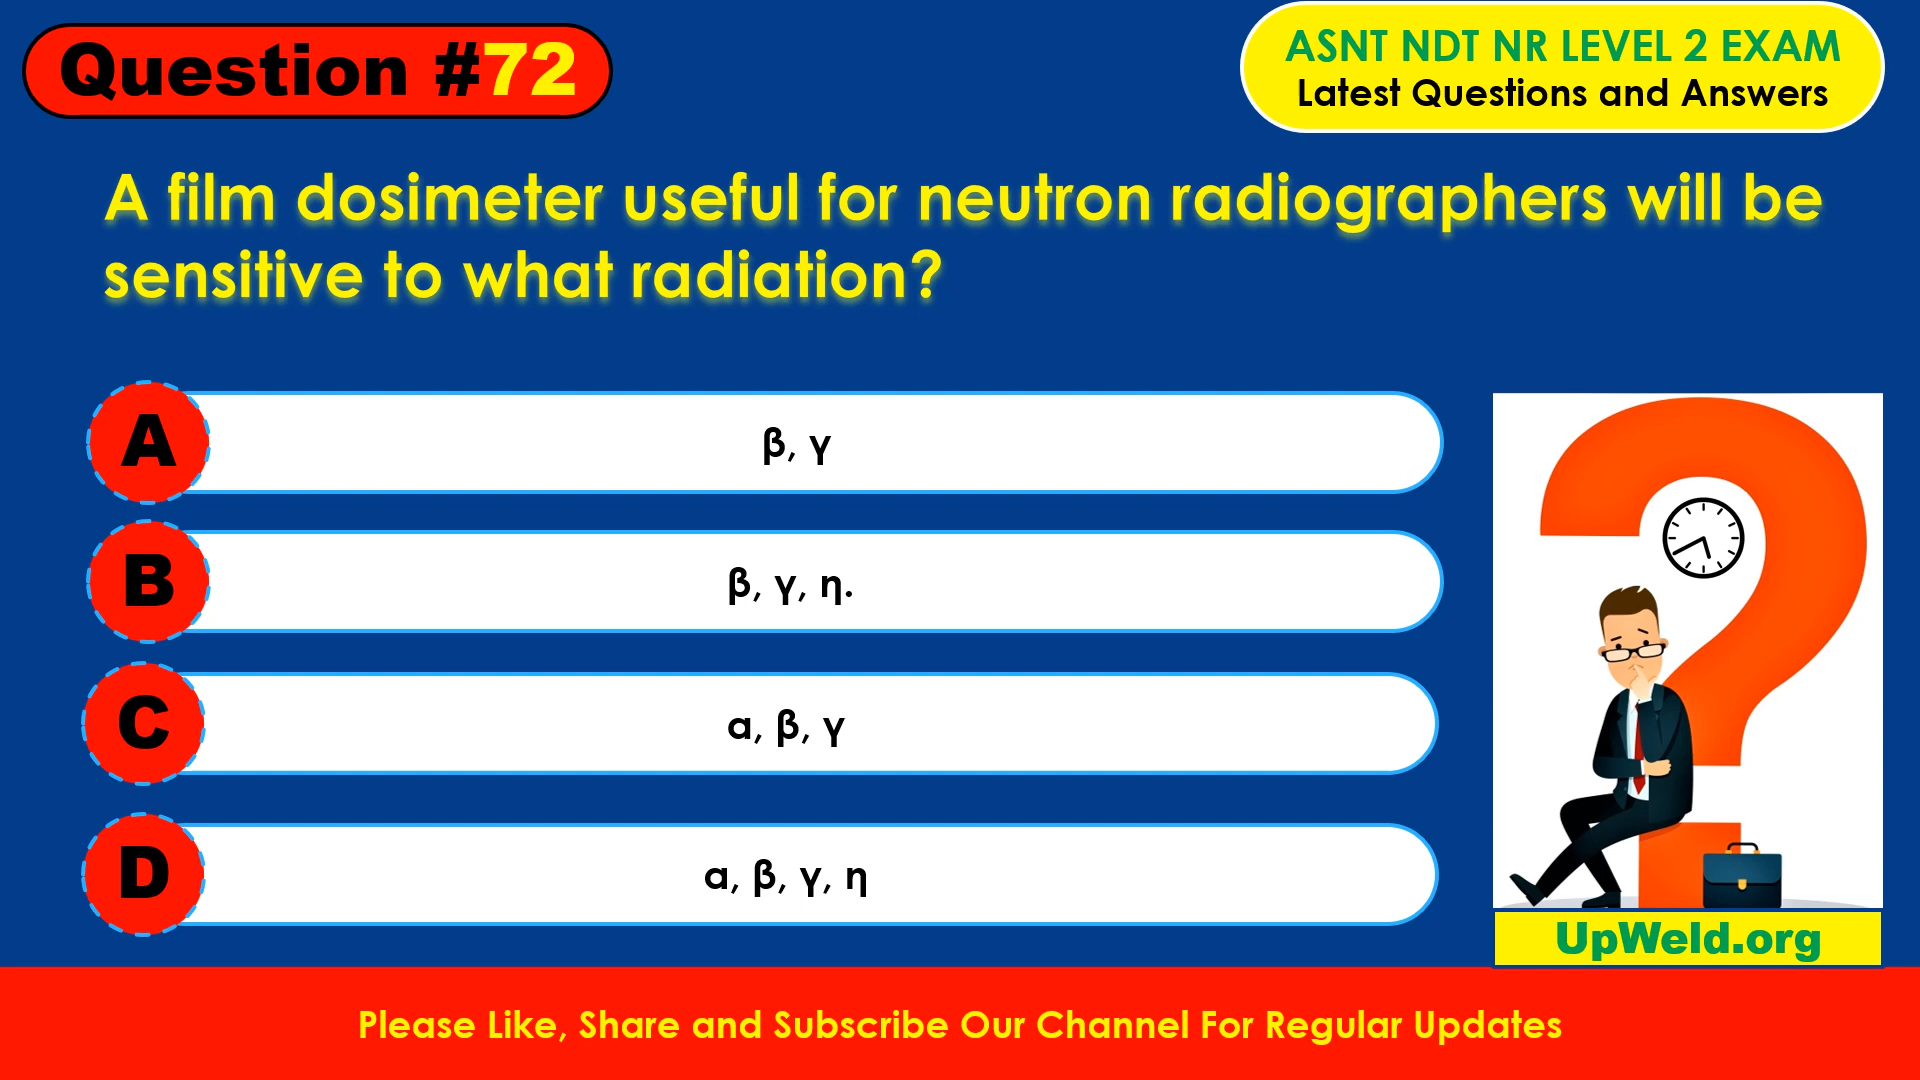 Question #72
ASNT NDT NR LEVEL 2 EXAM
Latest Questions and Answers
A film dosimeter useful for neutron radiographers will be
sensitive to what radiation?
A
β, γ
B
β, γ, η.
C
α, β, γ
D
α, β, γ, η
UpWeld.org
Please Like, Share and Subscribe Our Channel For Regular Updates